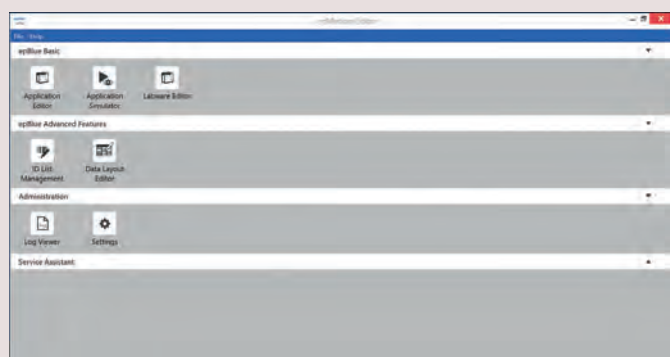 File Help
epBlue Basic
Application
Editor
Application
Simulator
Labware Editor
epBlue Advanced Features
ID List
Management
Data Layout
Editor
Administration
Log Viewer
Settings
Service Assistant